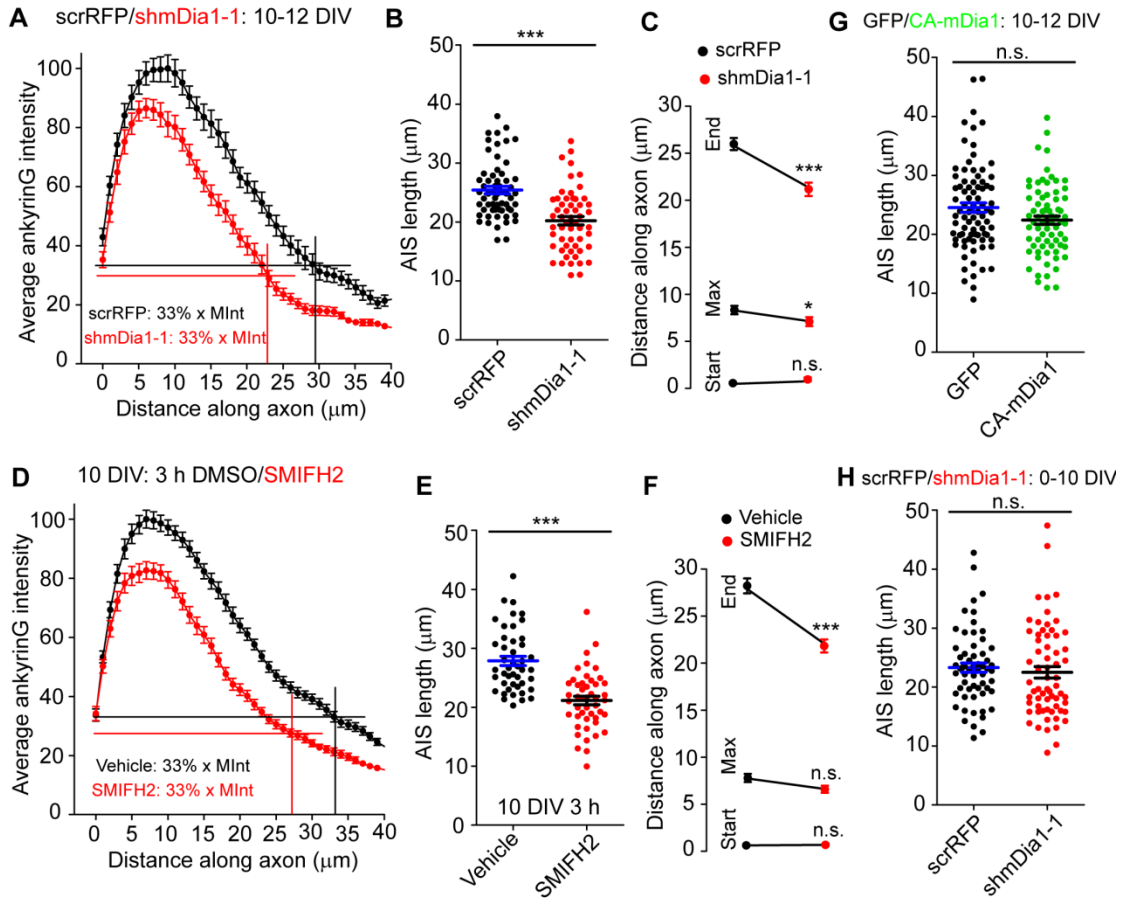 A
scrRFP/shmDia1-1: 10-12 DIV
Average ankyrinG intensity
100
80
60
40
20
0
scrRFP: 33% x MInt
shmDia1-1: 33% x MInt
0 5 10 15 20 25 30 35 40
Distance along axon (μm)
B
***
AIS length (μm)
50
40
30
20
10
0
scrRFP
shmDia1-1
C
scrRFP
shmDia1-1
Distance along axon (μm)
30
25
20
15
10
5
0
End
***
Max
*
Start
n.s.
G
GFP/CA-mDia1: 10-12 DIV
n.s.
AIS length (μm)
50
40
30
20
10
0
GFP
CA-mDia1
D
10 DIV: 3 h DMSO/SMIFH2
Average ankyrinG intensity
100
80
60
40
20
0
Vehicle: 33% x MInt
SMIFH2: 33% x MInt
0 5 10 15 20 25 30 35 40
Distance along axon (μm)
E
***
AIS length (μm)
50
40
30
20
10
0
10 DIV 3 h
Vehicle
SMIFH2
F
Vehicle
SMIFH2
Distance along axon (μm)
30
25
20
15
10
5
0
End
***
Max
n.s.
Start
n.s.
H
scrRFP/shmDia1-1: 0-10 DIV
n.s.
AIS length (μm)
50
40
30
20
10
0
scrRFP
shmDia1-1